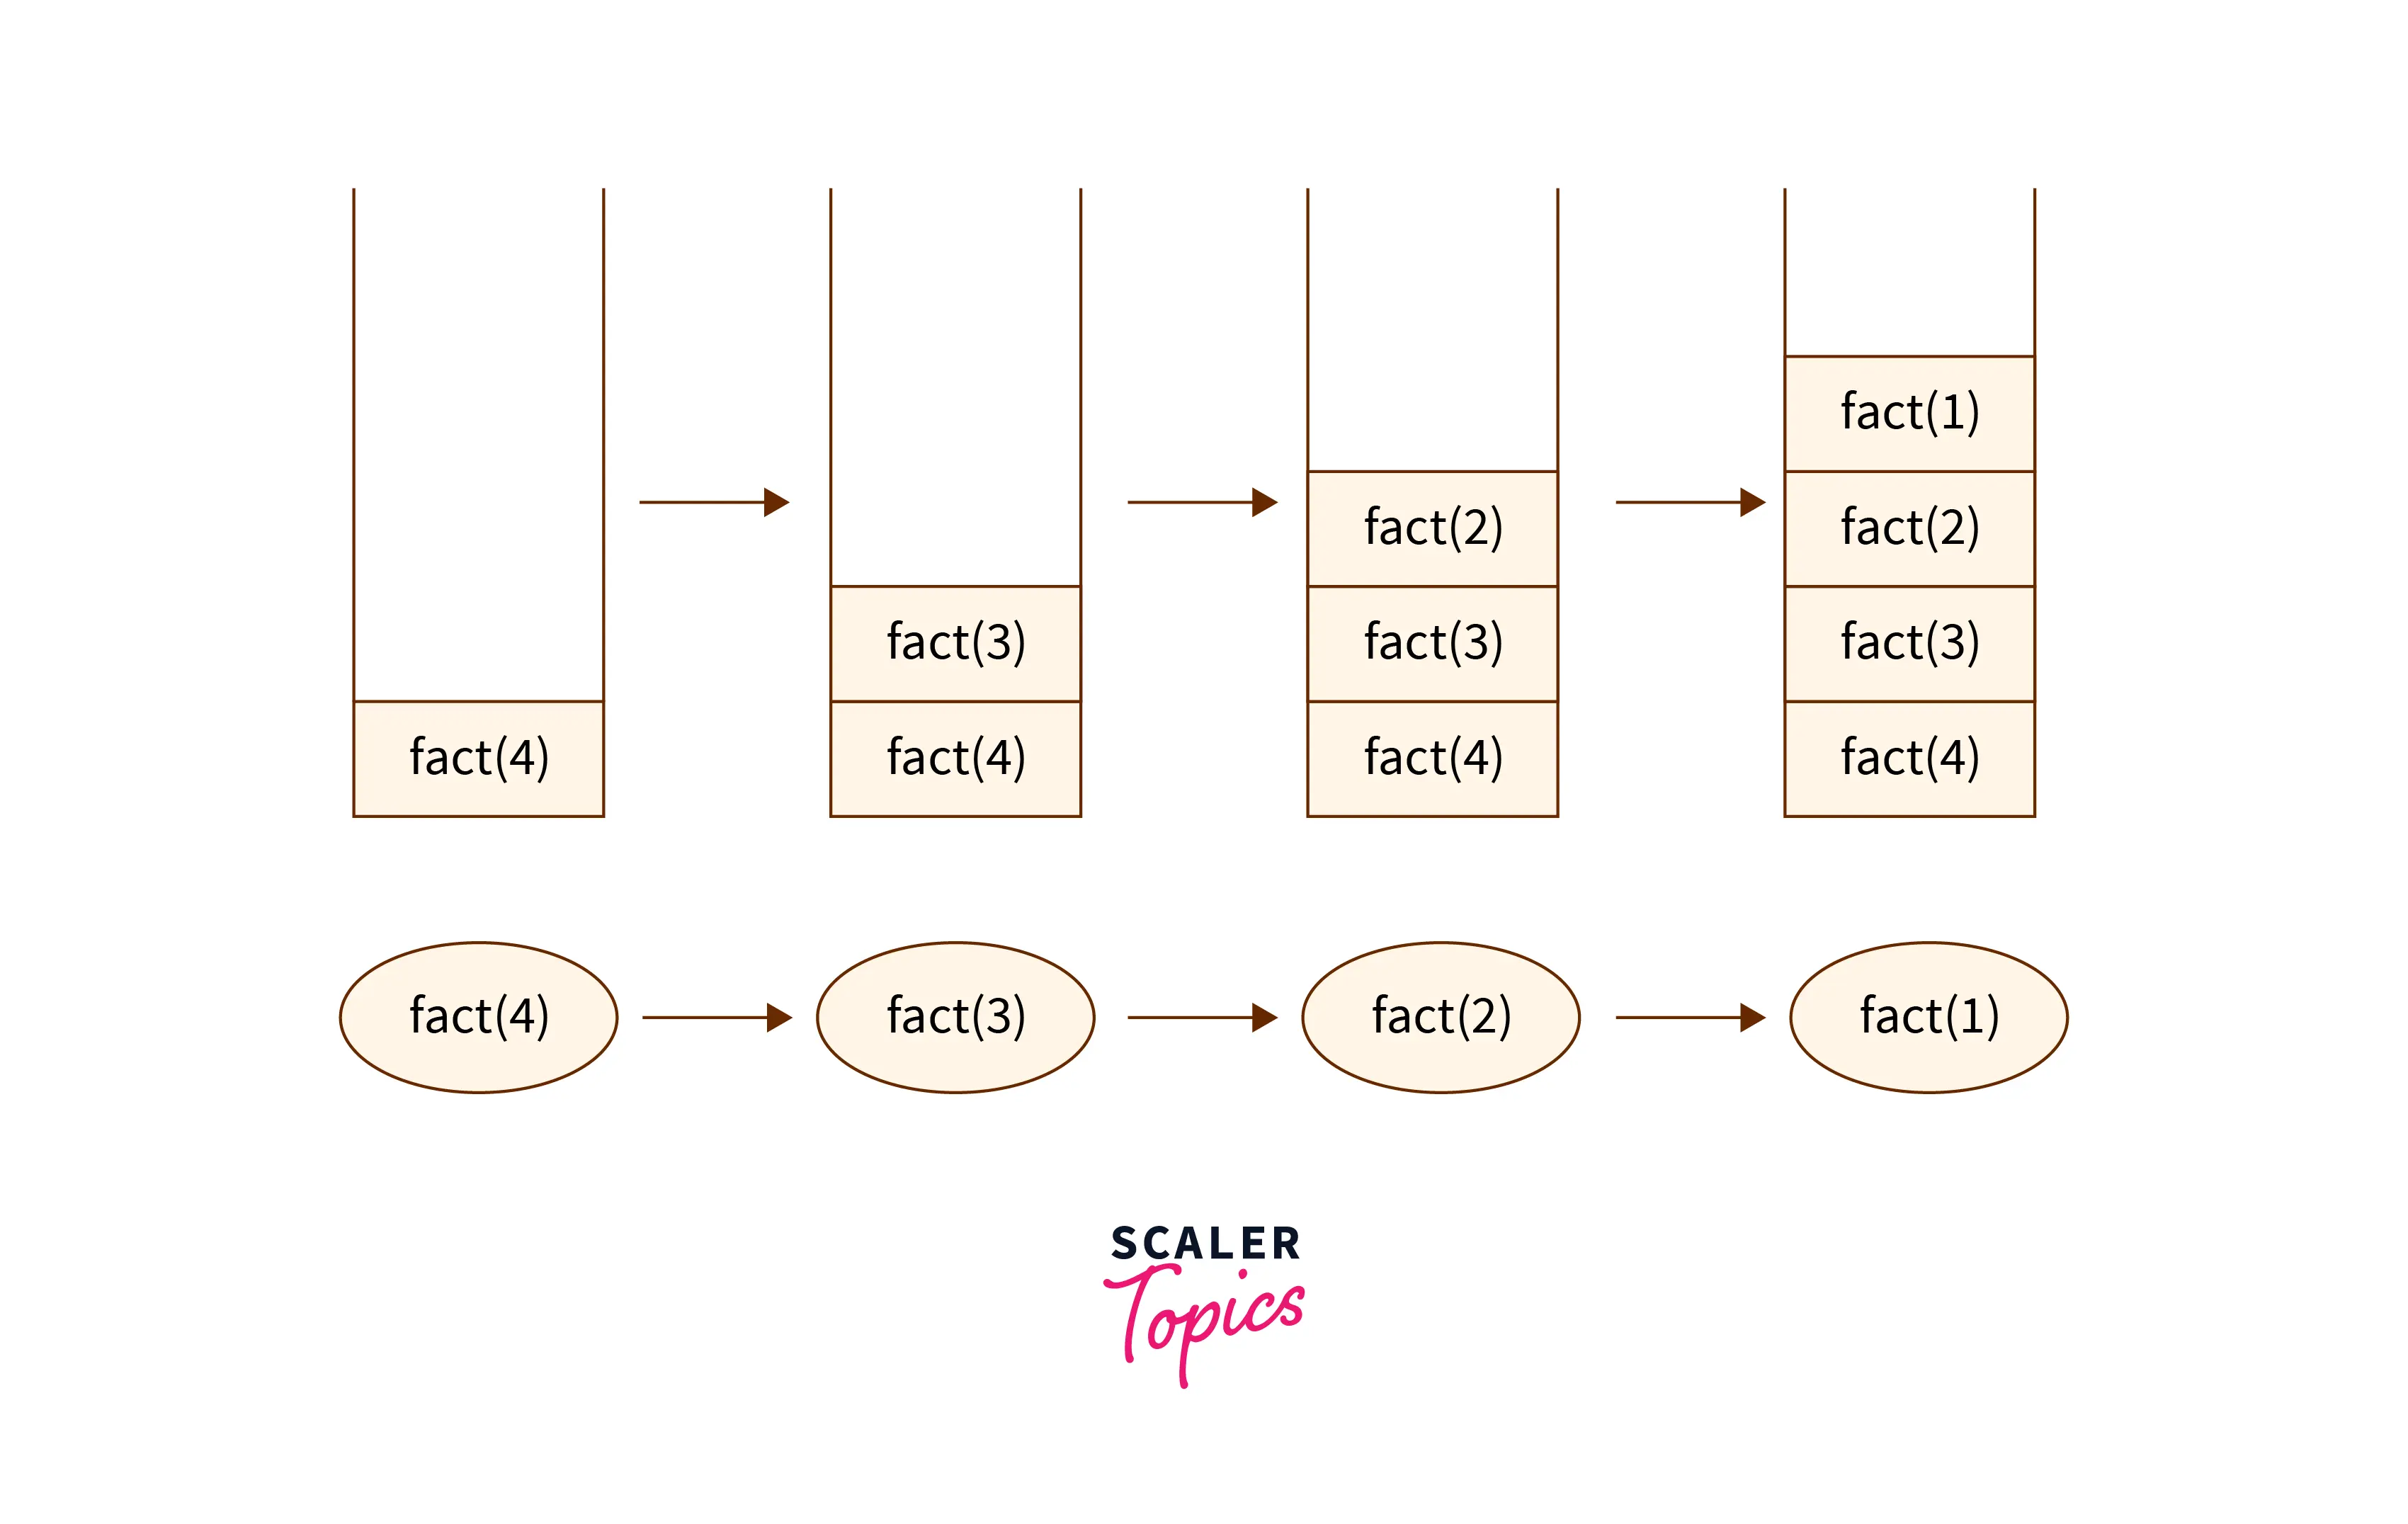 fact(1)
fact(2) fact(2)
fact(3) fact(3) fact(3)
fact(4) fact(4) fact(4) fact(4)
fact(4) fact(3) fact(2) fact(1)
SCALER
Topics